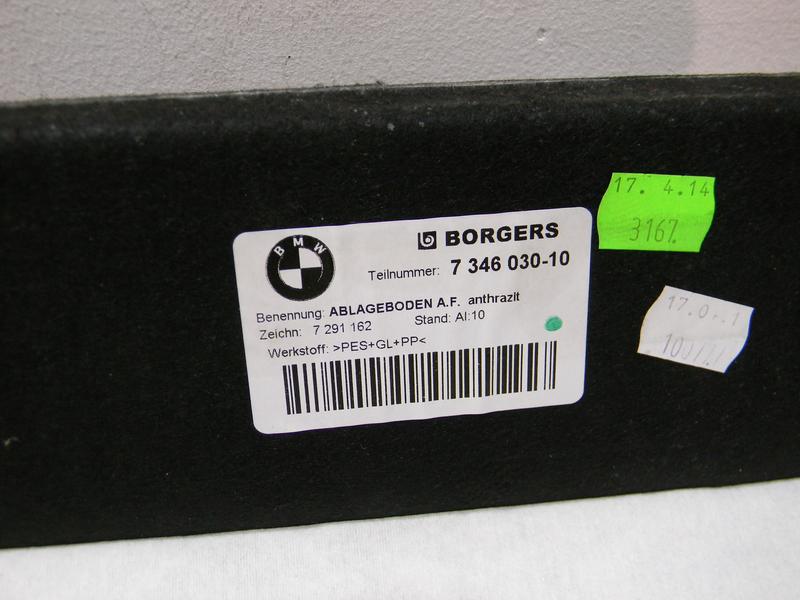 BMW
BORGERS
Teilnummer: 7 346 030-10
Benennung: ABLAGEBODEN A.F. anthrazit
Zeichn: 7 291 162 Stand: AI:10
Werkstoff: >PES+GL+PP<
17. 4.14
3167.